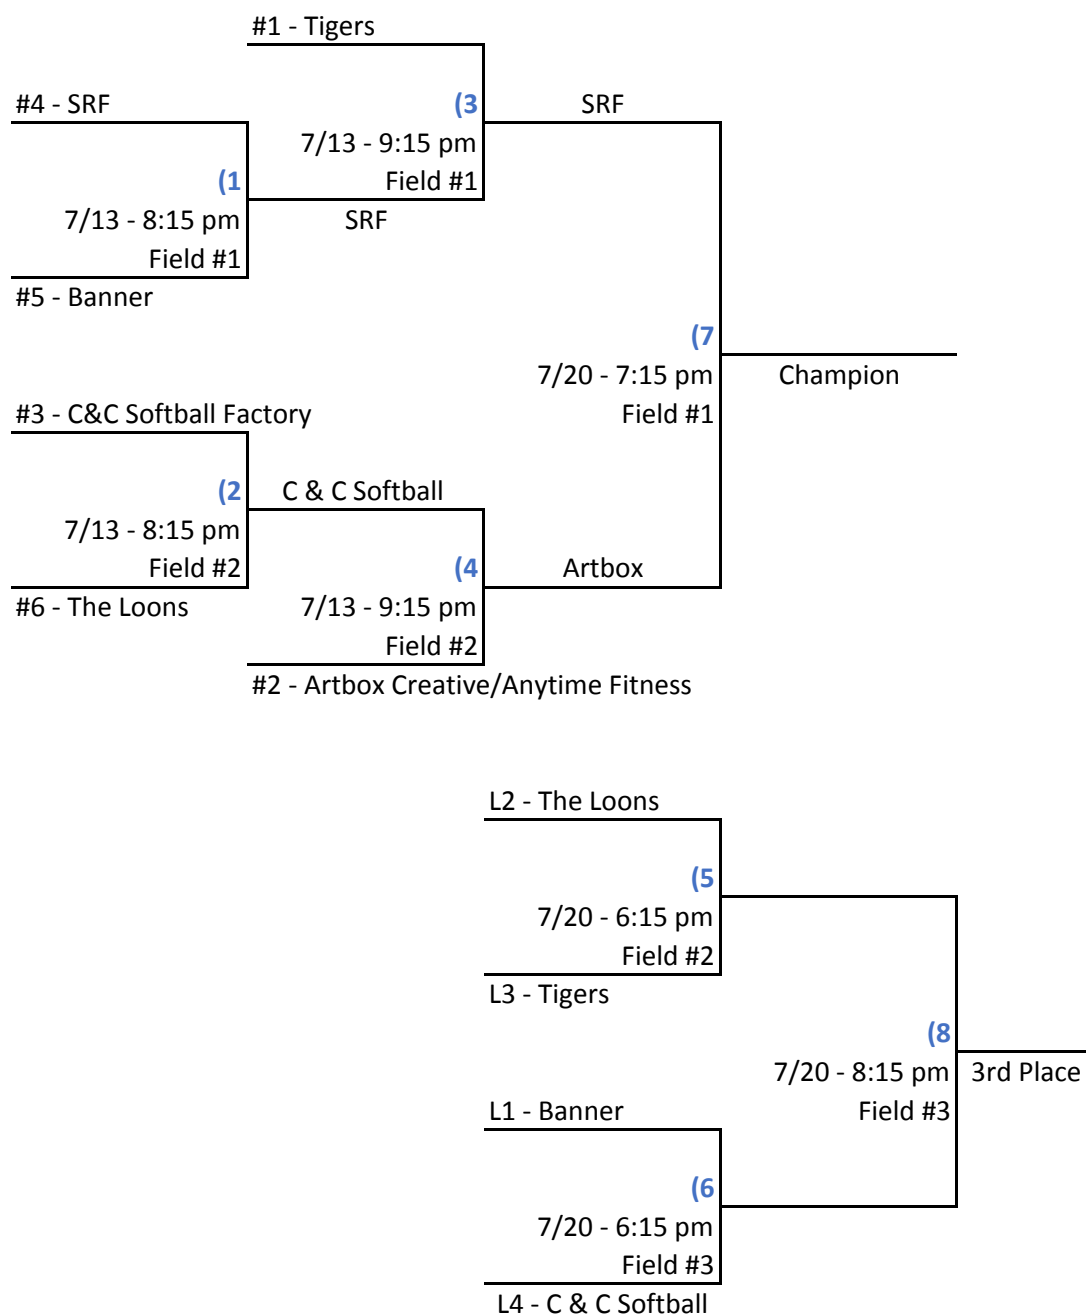 #1 - Tigers
#4 - SRF
(3
SRF
7/13 - 9:15 pm
(1
Field #1
7/13 - 8:15 pm
SRF
Field #1
#5 - Banner
(7
7/20 - 7:15 pm
Champion
#3 - C&C Softball Factory
Field #1
(2
C & C Softball
7/13 - 8:15 pm
Field #2
(4
Artbox
#6 - The Loons
7/13 - 9:15 pm
Field #2
#2 - Artbox Creative/Anytime Fitness
L2 - The Loons
(5
7/20 - 6:15 pm
Field #2
L3 - Tigers
(8
7/20 - 8:15 pm
3rd Place
L1 - Banner
Field #3
(6
7/20 - 6:15 pm
Field #3
L4 - C & C Softball